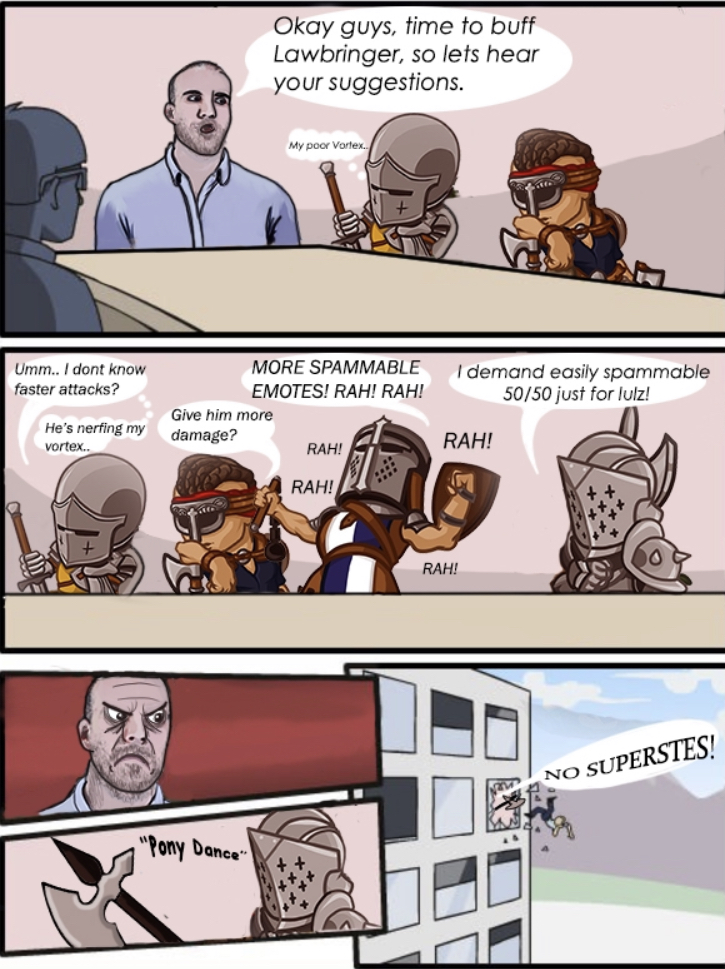 Okay guys, time to buff
Lawbringer, so lets hear
your suggestions.
My poor Vortex..
Umm.. I dont know
faster attacks?
He's nerfing my
vortex..
Give him more
damage?
MORE SPAMMABLE
EMOTES! RAH! RAH!
RAH!
RAH!
RAH!
RAH!
I demand easily spammable
50/50 just for lulz!
"Pony Dance"
NO SUPERSTES!